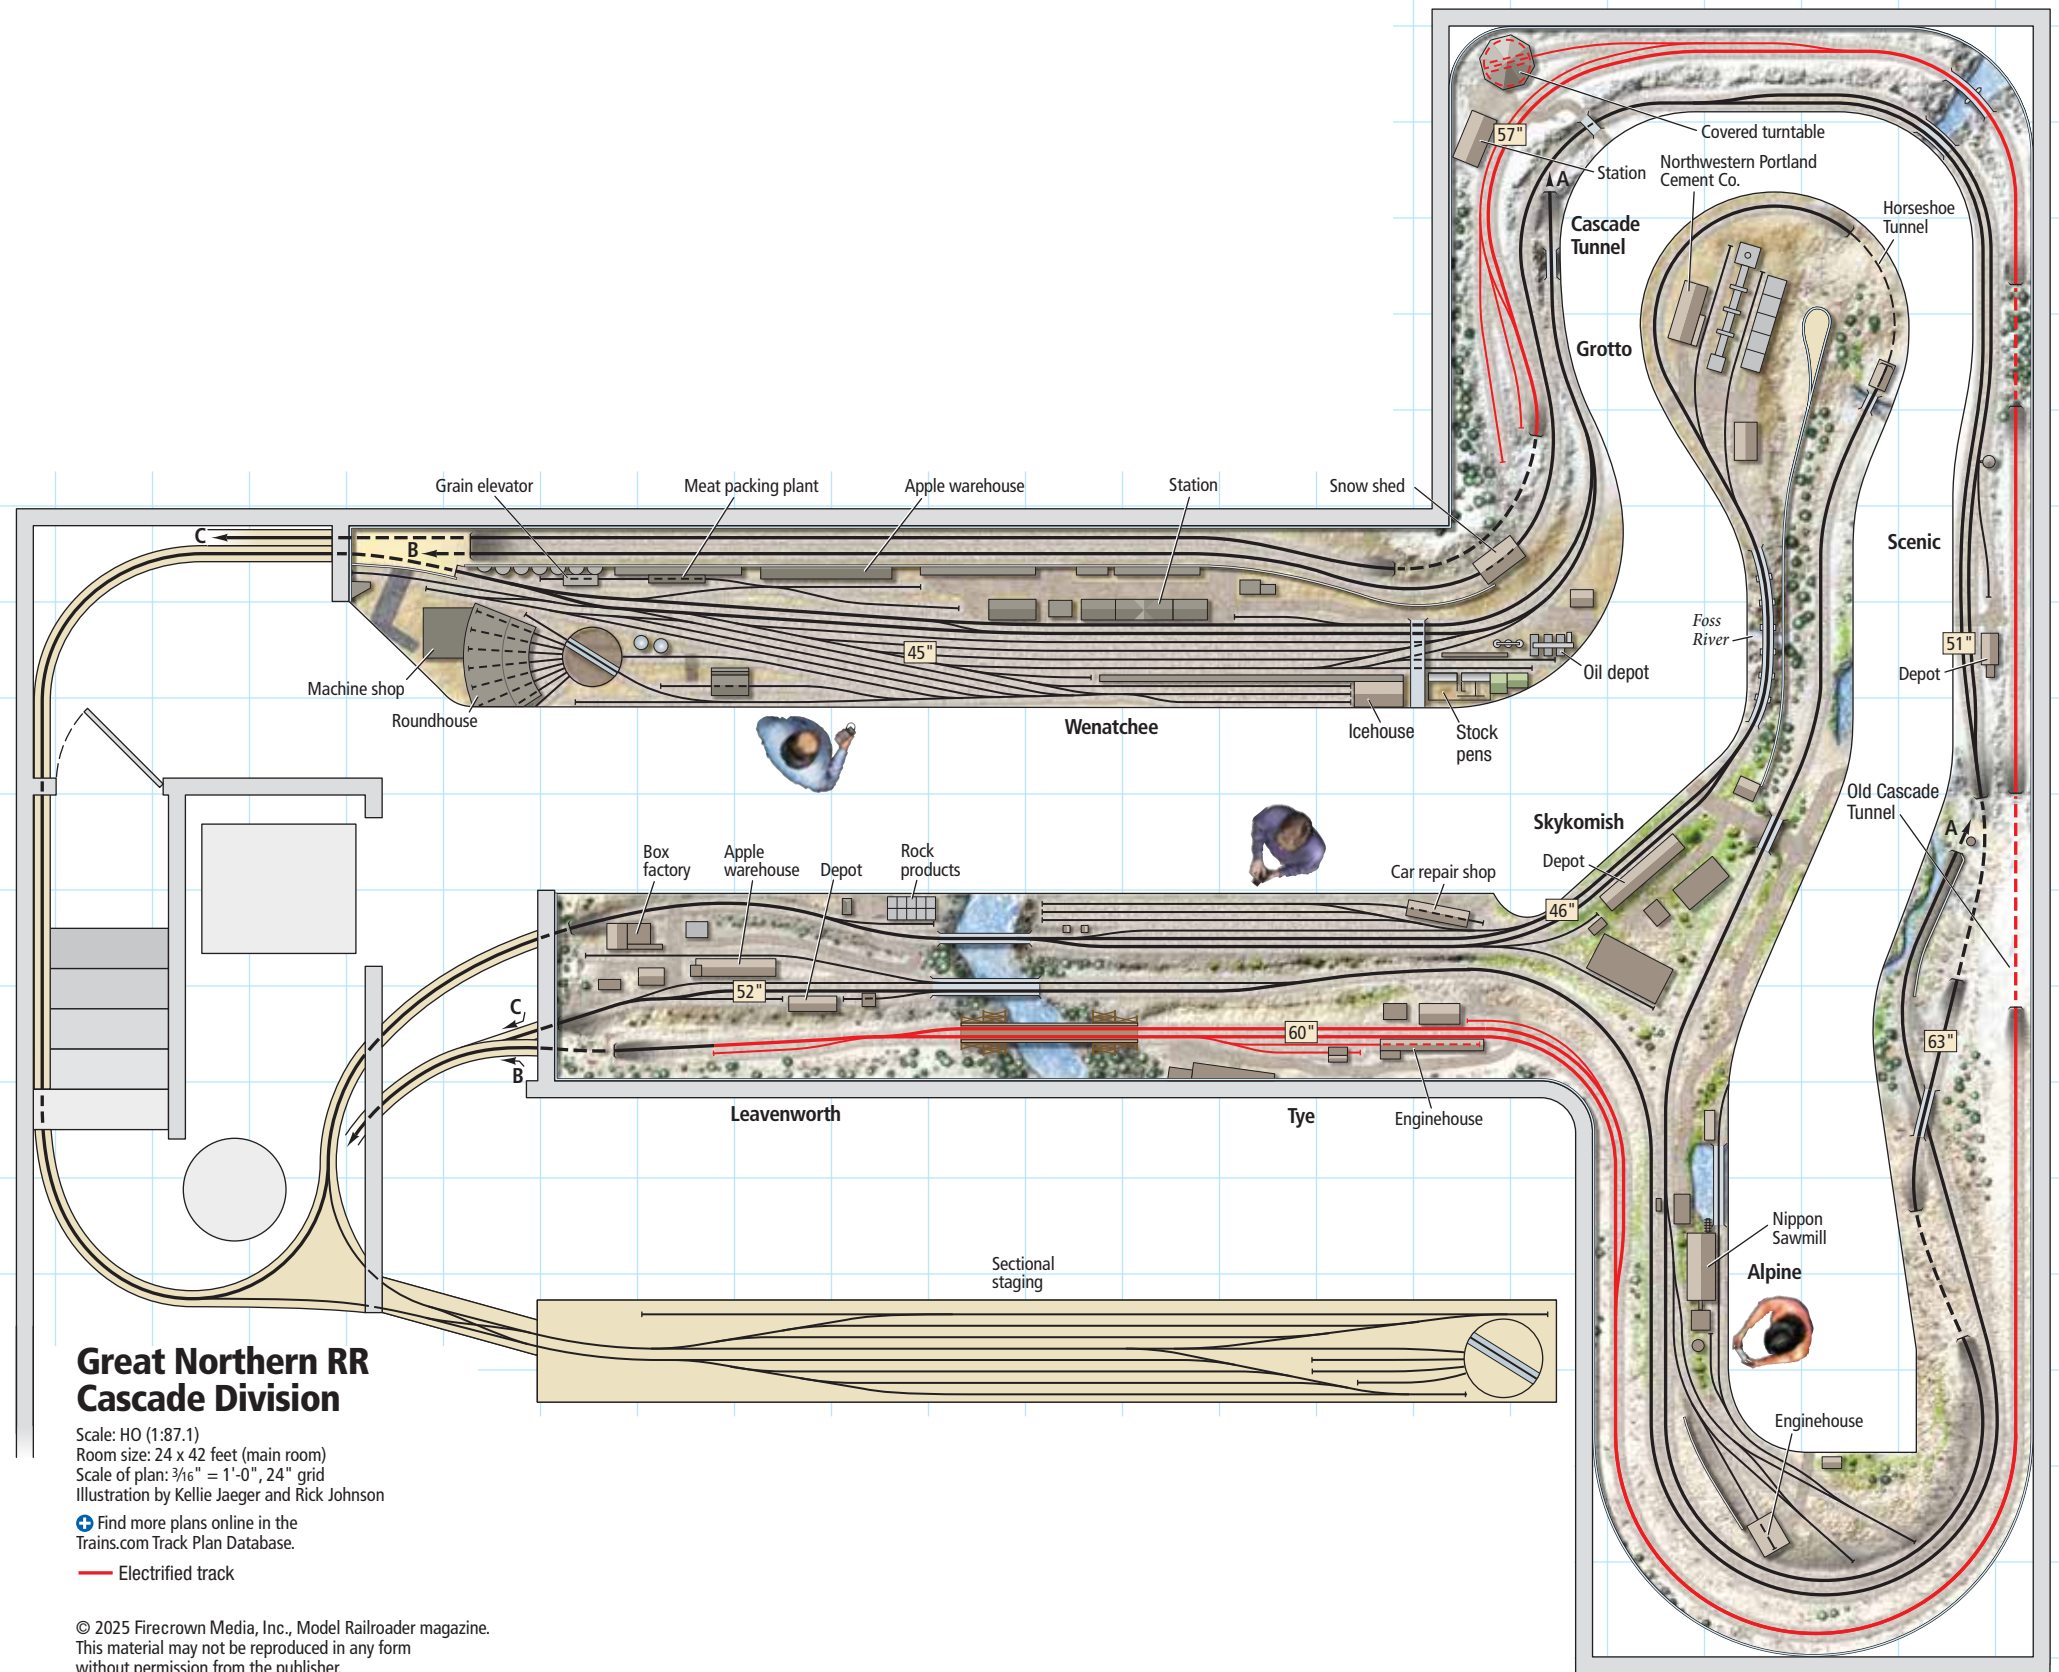 Covered turntable
57"
Station
Northwestern Portland
Cement Co.
A
Horseshoe
Tunnel
Cascade
Tunnel
Grotto
Grain elevator
Meat packing plant
Apple warehouse
Station
Snow shed
C
B
Scenic
Foss
River
51"
Depot
45"
Oil depot
Machine shop
Roundhouse
Wenatchee
Icehouse
Stock
pens
Old Cascade
Tunnel
A
Skykomish
Depot
Box
factory
Apple
warehouse
Depot
Rock
products
Car repair shop
46"
52"
C
B
60"
63"
Leavenworth
Tye
Enginehouse
Nippon
Sawmill
Alpine
Sectional
staging
Enginehouse
Great Northern RR
Cascade Division
Scale: HO (1:87.1)
Room size: 24 x 42 feet (main room)
Scale of plan: 3/16" = 1'-0", 24" grid
Illustration by Kellie Jaeger and Rick Johnson
Find more plans online in the
Trains.com Track Plan Database.
Electrified track
© 2025 Firecrown Media, Inc., Model Railroader magazine.
This material may not be reproduced in any form
without permission from the publisher.